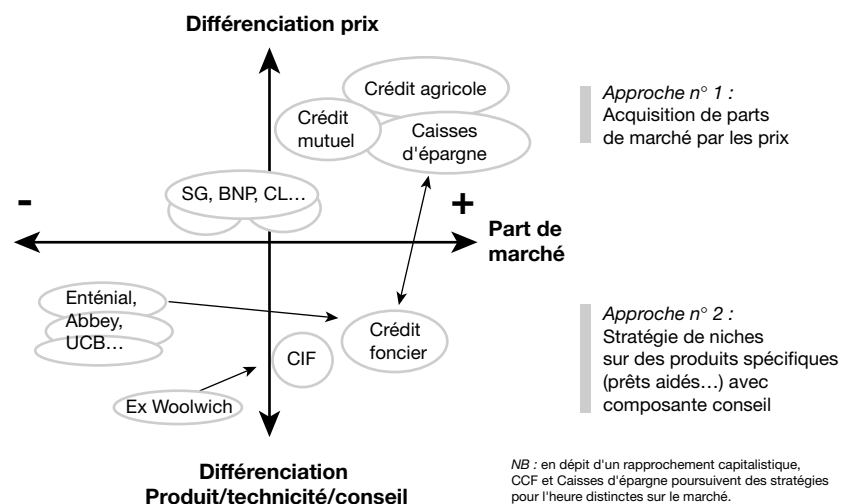 Différenciation prix
Crédit agricole
Crédit
mutuel
Caisses
d'épargne
Approche n° 1 :
Acquisition de parts
de marché par les prix
SG, BNP, CL…
-
+
Part de
marché
Enténial,
Abbey,
UCB…
Crédit
foncier
CIF
Ex Woolwich
Approche n° 2 :
Stratégie de niches
sur des produits spécifiques
(prêts aidés…) avec
composante conseil
Différenciation
Produit/technicité/conseil
NB : en dépit d'un rapprochement capitalistique,
CCF et Caisses d'épargne poursuivent des stratégies
pour l'heure distinctes sur le marché.